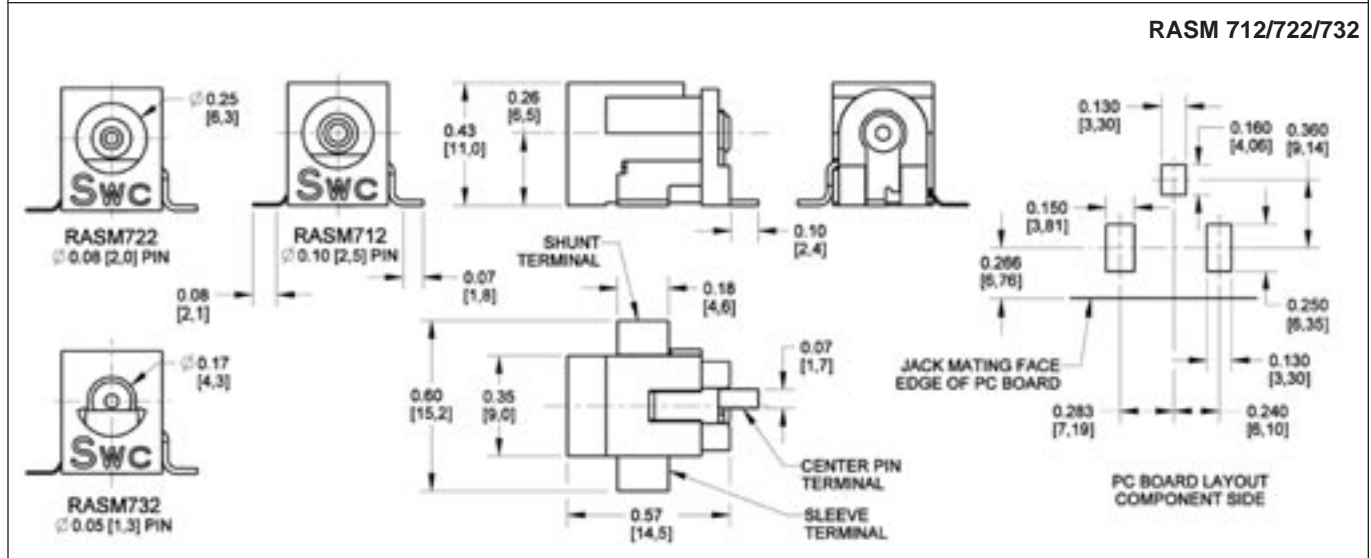 RASM 712/722/732
Ø 0.25
[6,3]
SWC
RASM722
Ø 0.08 [2,0] PIN
SWC
RASM712
Ø 0.10 [2,5] PIN
0.08
[2,1]
0.07
[1,8]
0.43
[11,0]
0.26
[6,5]
0.10
[2,4]
Ø 0.17
[4,3]
SWC
RASM732
Ø 0.05 [1,3] PIN
SHUNT
TERMINAL
0.18
[4,6]
0.60
[15,2]
0.35
[9,0]
0.07
[1,7]
CENTER PIN
TERMINAL
SLEEVE
TERMINAL
0.57
[14,5]
0.130
[3,30]
0.160
[4,06]
0.360
[9,14]
0.150
[3,81]
0.266
[6,76]
0.250
[6,35]
0.130
[3,30]
JACK MATING FACE
EDGE OF PC BOARD
0.283
[7,19]
0.240
[6,10]
PC BOARD LAYOUT
COMPONENT SIDE